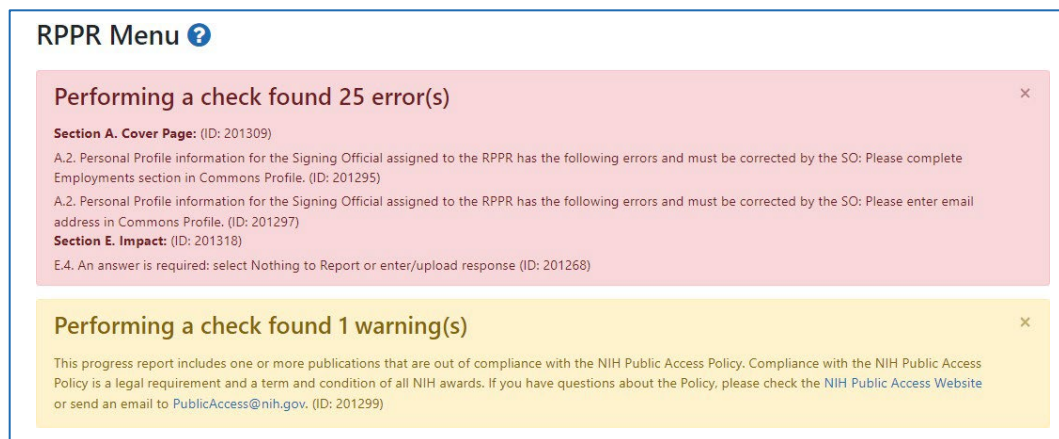 RPPR Menu ?
Performing a check found 25 error(s)
×
Section A. Cover Page: (ID: 201309)
A.2. Personal Profile information for the Signing Official assigned to the RPPR has the following errors and must be corrected by the SO: Please complete
Employments section in Commons Profile. (ID: 201295)
A.2. Personal Profile information for the Signing Official assigned to the RPPR has the following errors and must be corrected by the SO: Please enter email
address in Commons Profile. (ID: 201297)
Section E. Impact: (ID: 201318)
E.4. An answer is required: select Nothing to Report or enter/upload response (ID: 201268)
Performing a check found 1 warning(s)
×
This progress report includes one or more publications that are out of compliance with the NIH Public Access Policy. Compliance with the NIH Public Access
Policy is a legal requirement and a term and condition of all NIH awards. If you have questions about the Policy, please check the NIH Public Access Website
or send an email to PublicAccess@nih.gov. (ID: 201299)